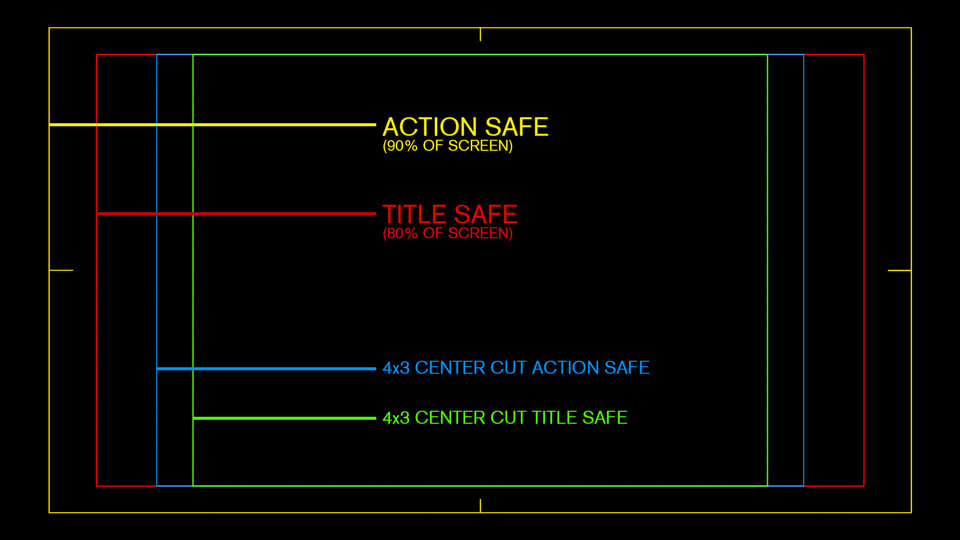 ACTION SAFE
(90% OF SCREEN)
TITLE SAFE
(80% OF SCREEN)
4x3 CENTER CUT ACTION SAFE
4x3 CENTER CUT TITLE SAFE